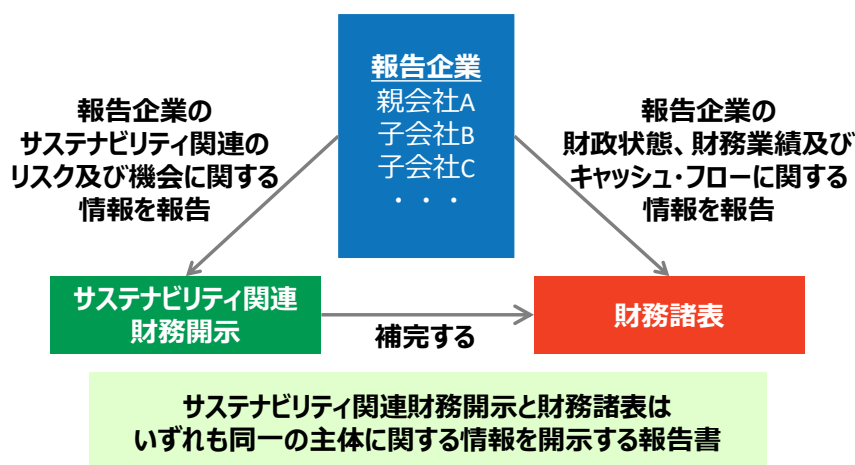 報告企業
親会社A
子会社B
子会社C
・・・
報告企業の
サステナビリティ関連の
リスク及び機会に関する
情報を報告
報告企業の
財政状態、財務業績及び
キャッシュ・フローに関する
情報を報告
サステナビリティ関連
財務開示
補完する
財務諸表
サステナビリティ関連財務開示と財務諸表は
いずれも同一の主体に関する情報を開示する報告書